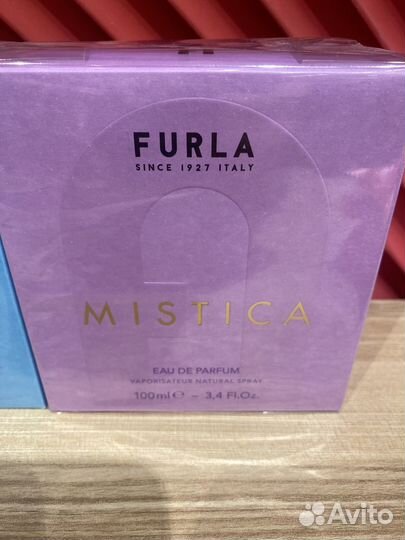 FURLA
SINCE 1927 ITALY
MISTICA
EAU DE PARFUM
VAPORISATEUR NATURAL SPRAY
100ml ℮ – 3,4 Fl.Oz.
Avito